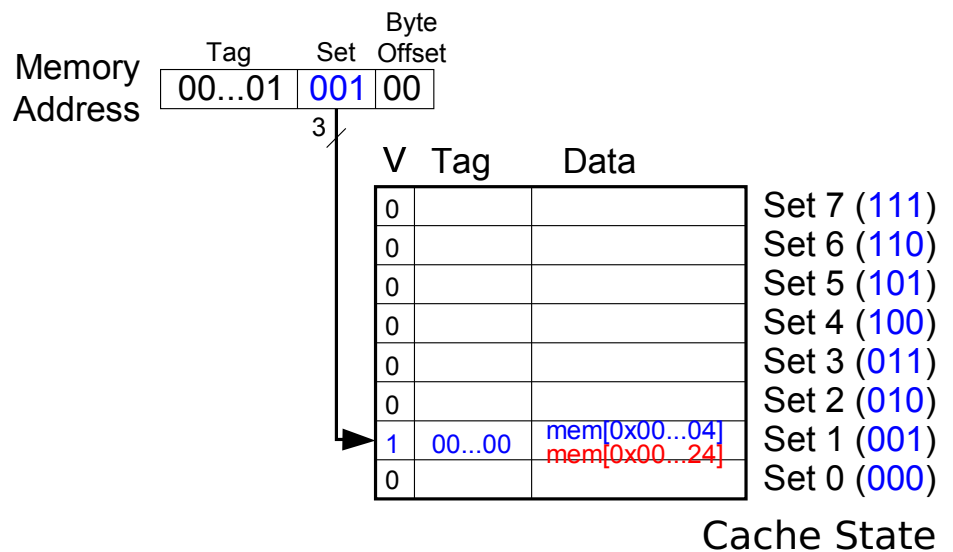 Byte
Tag Set Offset
Memory
Address
00...01 001 00
3
V Tag Data
0 Set 7 (111)
0 Set 6 (110)
0 Set 5 (101)
0 Set 4 (100)
0 Set 3 (011)
0 Set 2 (010)
1 00...00 mem[0x00...04] Set 1 (001)
mem[0x00...24]
0 Set 0 (000)
Cache State